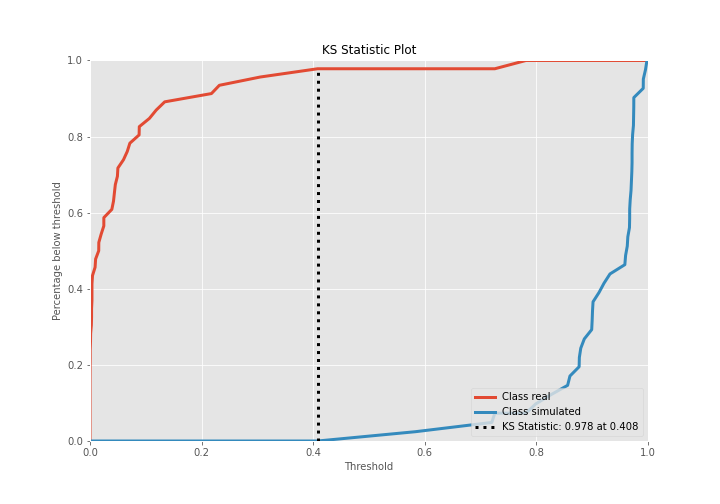 KS Statistic Plot
1.0
0.8
0.6
0.4
0.2
0.0
Percentage below threshold
0.0 0.2 0.4 0.6 0.8 1.0
Threshold
Class real
Class simulated
KS Statistic: 0.978 at 0.408